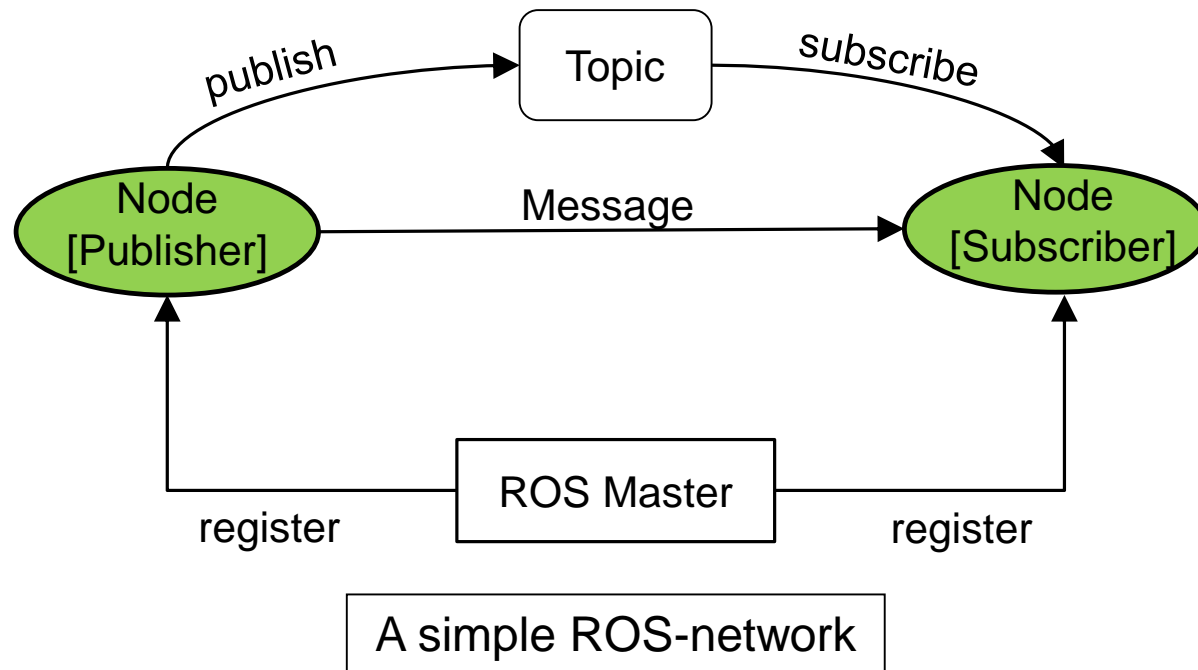 publish
Topic
subscribe
Node
[Publisher]
Message
Node
[Subscriber]
ROS Master
register
register
A simple ROS-network